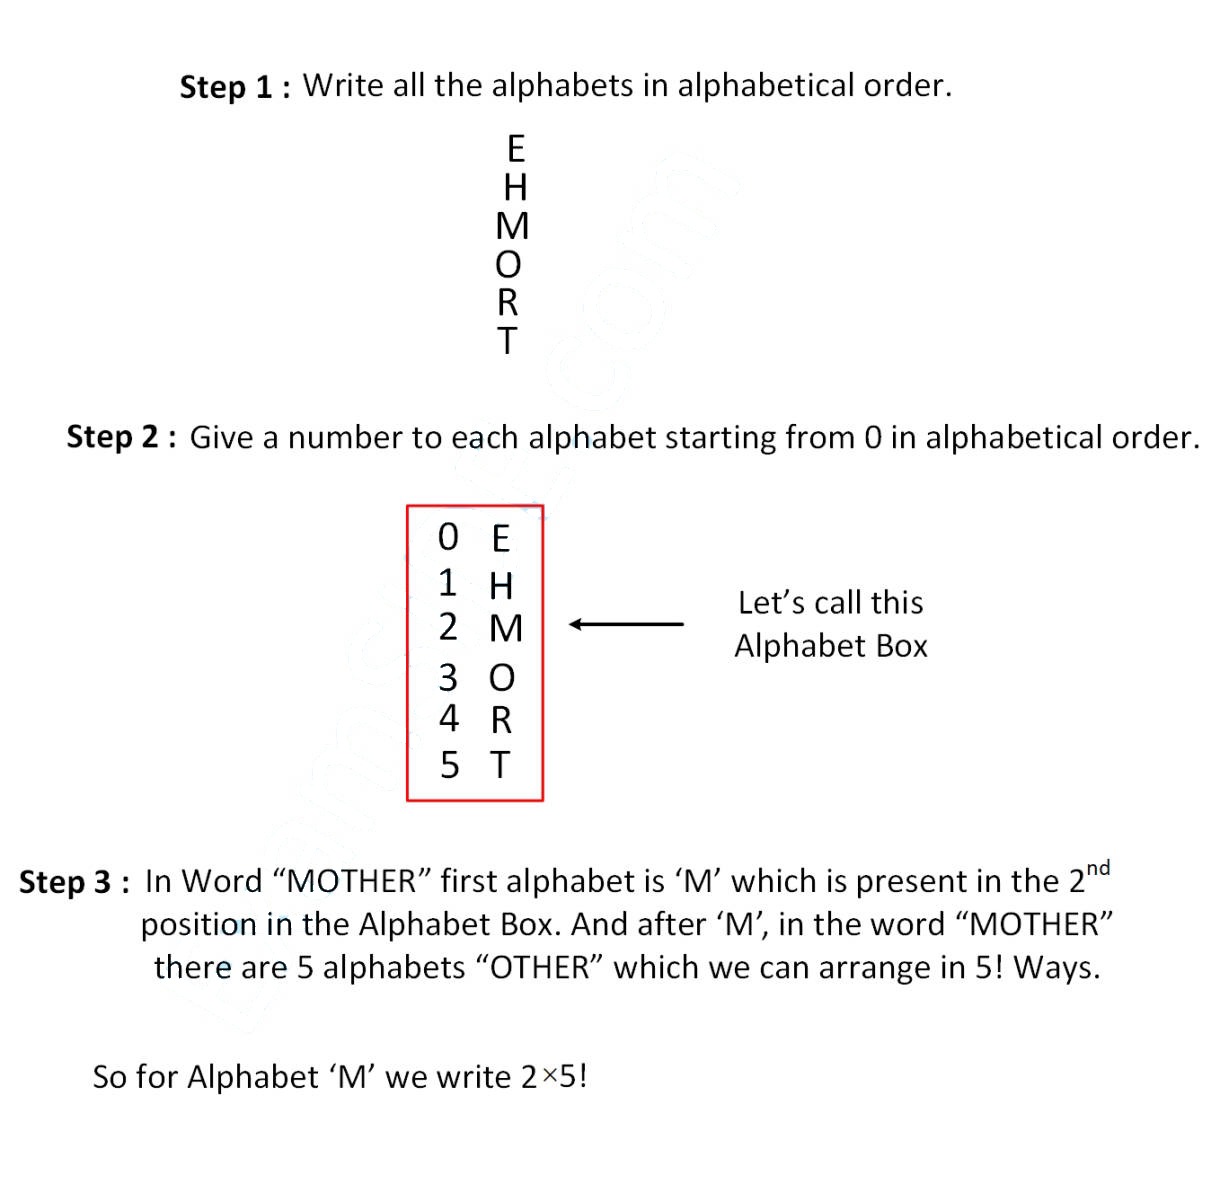 Step 1 : Write all the alphabets in alphabetical order.
E
H
M
O
R
T
Step 2 : Give a number to each alphabet starting from 0 in alphabetical order.
0 E
1 H
2 M
3 O
4 R
5 T
Let’s call this
Alphabet Box
Step 3 : In Word “MOTHER” first alphabet is ‘M’ which is present in the 2nd
position in the Alphabet Box. And after ‘M’, in the word “MOTHER”
there are 5 alphabets “OTHER” which we can arrange in 5! Ways.
So for Alphabet ‘M’ we write 2×5!